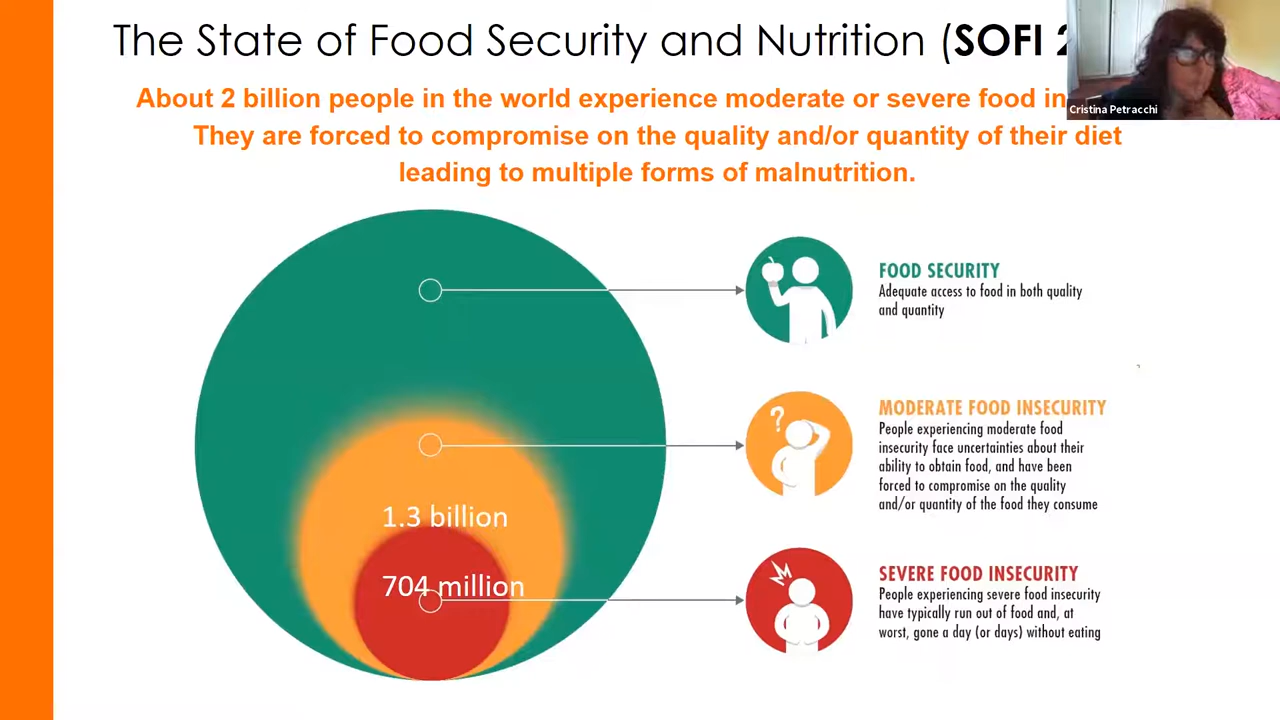 The State of Food Security and Nutrition (SOFI 2
About 2 billion people in the world experience moderate or severe food in
They are forced to compromise on the quality and/or quantity of their diet
leading to multiple forms of malnutrition.
Cristina Petracchi
FOOD SECURITY
Adequate access to food in both quality
and quantity
?
MODERATE FOOD INSECURITY
People experiencing moderate food
insecurity face uncertainties about their
ability to obtain food, and have been
forced to compromise on the quality
and/or quantity of the food they consume
1.3 billion
704 million
SEVERE FOOD INSECURITY
People experiencing severe food insecurity
have typically run out of food and, at
worst, gone a day (or days) without eating